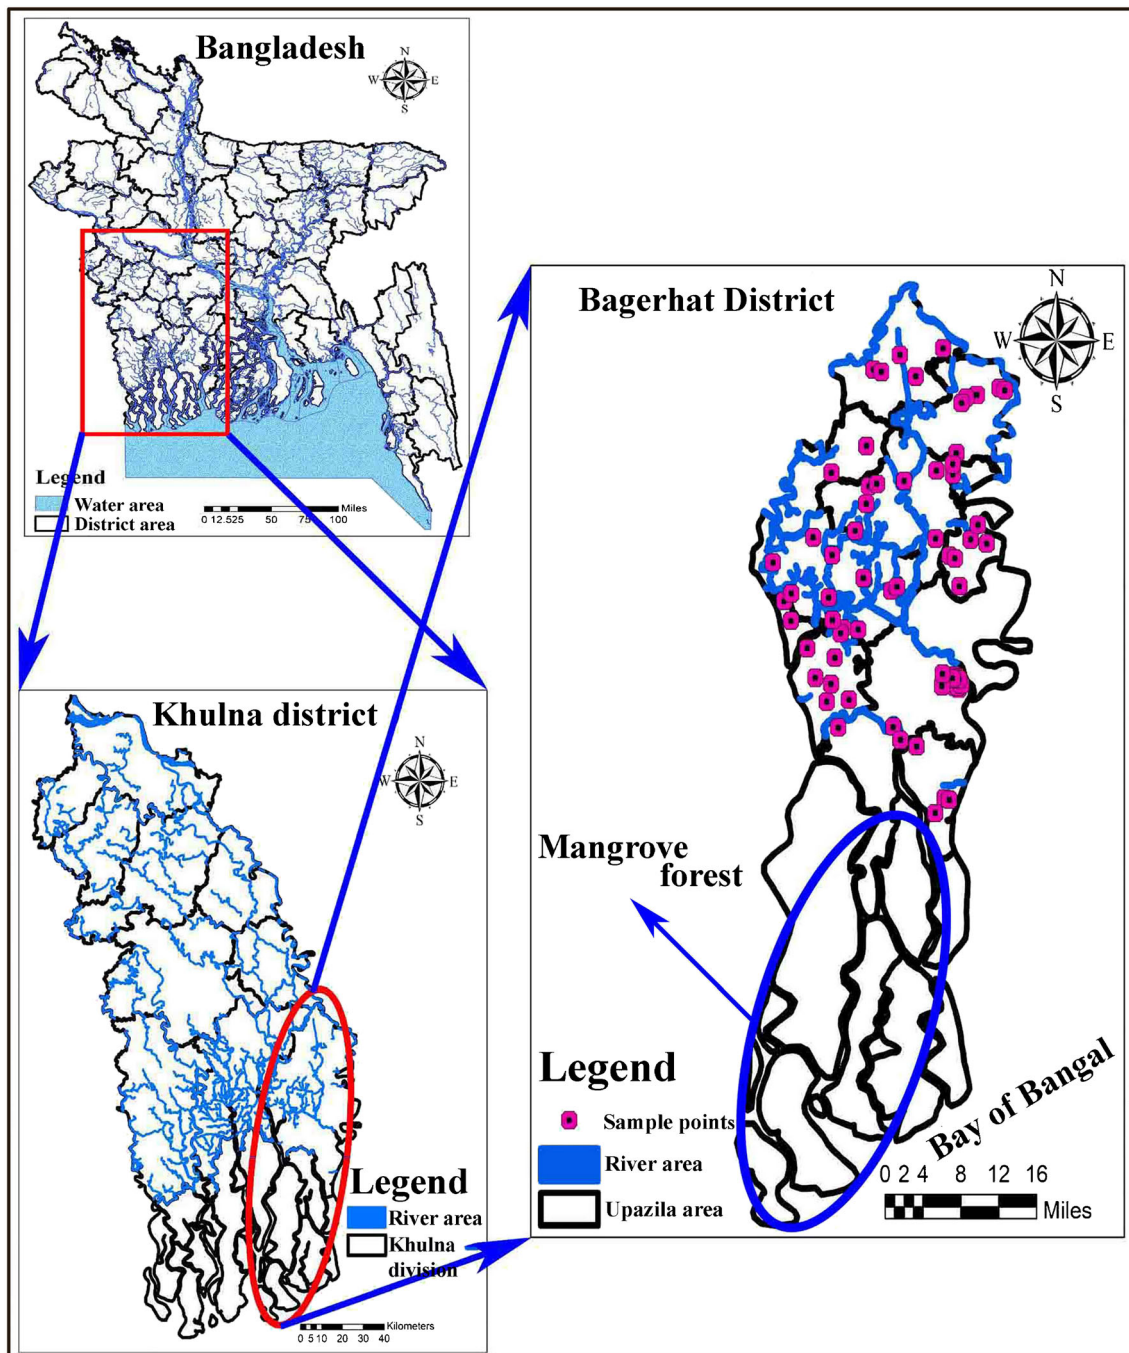 Bangladesh
N
W
E
S
Legend
Water area
District area
Miles
0 12.525 50 75 100
Khulna district
N
W
E
S
Legend
River area
Khulna
division
Kilometers
0 5 10 20 30 40
Bagerhat District
N
W
E
S
Mangrove
forest
Legend
Sample points
River area
Upazila area
Bay of Bangal
0 2 4 8 12 16
Miles